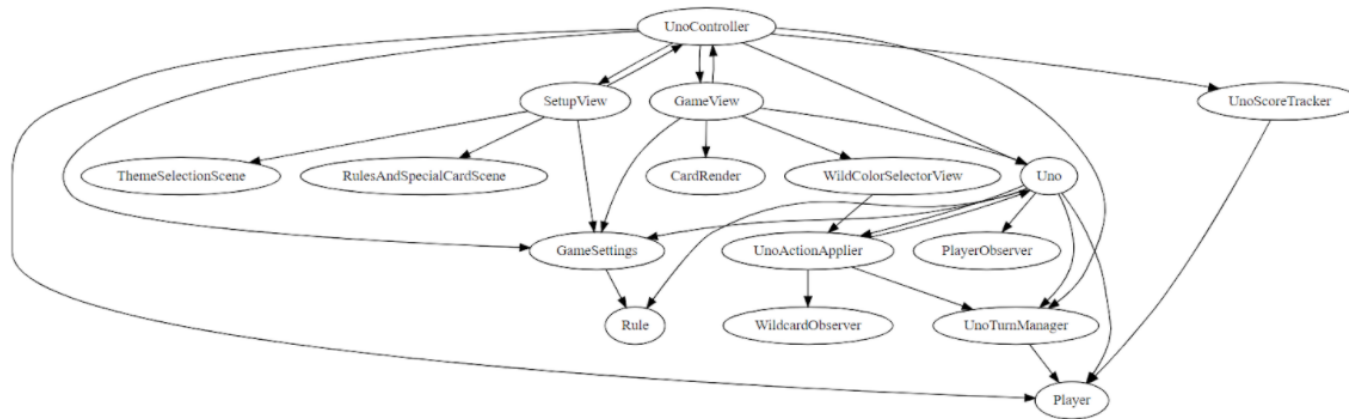 UnoController
SetupView
GameView
UnoScoreTracker
ThemeSelectionScene
RulesAndSpecialCardScene
CardRender
WildColorSelectorView
Uno
GameSettings
UnoActionApplier
PlayerObserver
Rule
WildcardObserver
UnoTurnManager
Player